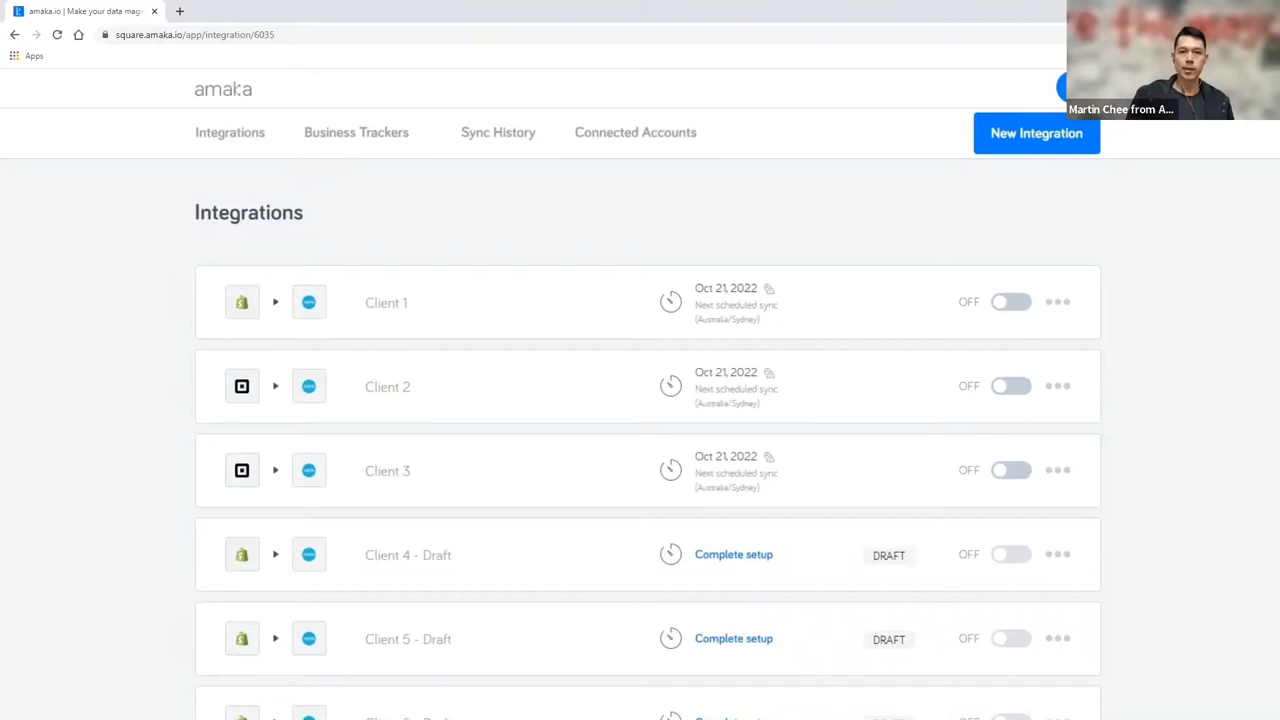 amaka.io | Make your data mag
square.amaka.io/app/integration/6035
Apps
amaka
Martin Chee from A...
Integrations
Business Trackers
Sync History
Connected Accounts
New Integration
Integrations
Client 1
Oct 21, 2022
Next scheduled sync
(Australia/Sydney)
OFF
Client 2
Oct 21, 2022
Next scheduled sync
(Australia/Sydney)
OFF
Client 3
Oct 21, 2022
Next scheduled sync
(Australia/Sydney)
OFF
Client 4 - Draft
Complete setup
DRAFT
OFF
Client 5 - Draft
Complete setup
DRAFT
OFF